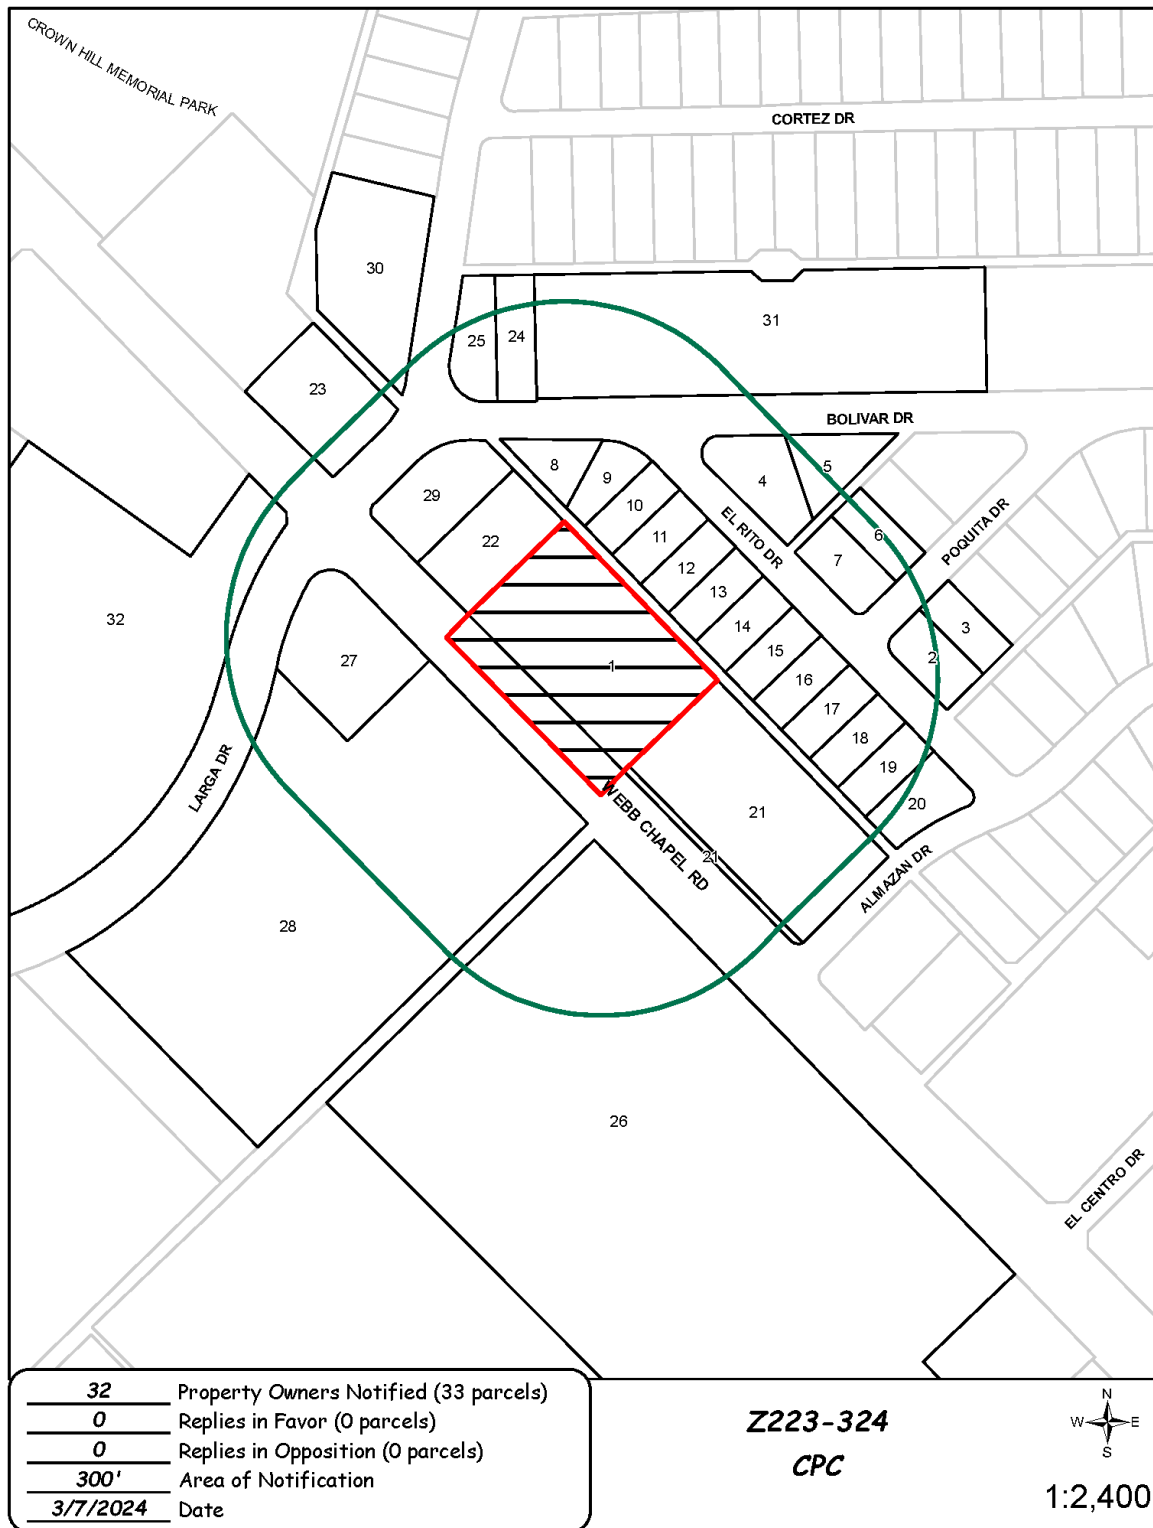 CROWN HILL MEMORIAL PARK
CORTEZ DR
30
31
25
24
23
BOLIVAR DR
8
9
5
4
29
10
EL RITO DR
POQUITA DR
22
11
6
7
12
13
32
14
3
27
15
2
1
16
17
18
LARGA DR
19
WEBB CHAPEL RD
20
21
21
ALMAZAN DR
28
26
EL CENTRO DR
32 Property Owners Notified (33 parcels)
0 Replies in Favor (0 parcels)
0 Replies in Opposition (0 parcels)
300' Area of Notification
3/7/2024 Date
Z223-324
CPC
N
W E
S
1:2,400